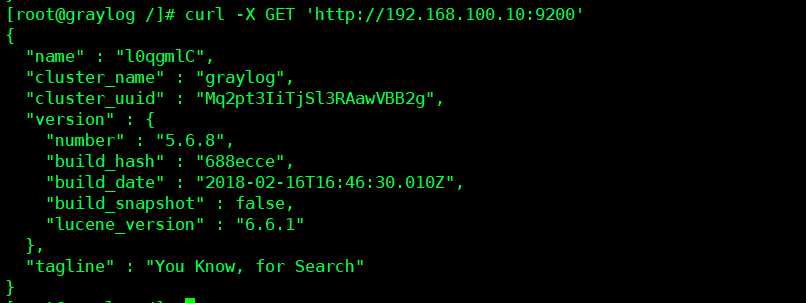 [root@graylog /]# curl -X GET 'http://192.168.100.10:9200'
{
  "name" : "l0qgmlC",
  "cluster_name" : "graylog",
  "cluster_uuid" : "Mq2pt3IiTjSl3RAawVBB2g",
  "version" : {
    "number" : "5.6.8",
    "build_hash" : "688ecce",
    "build_date" : "2018-02-16T16:46:30.010Z",
    "build_snapshot" : false,
    "lucene_version" : "6.6.1"
  },
  "tagline" : "You Know, for Search"
}